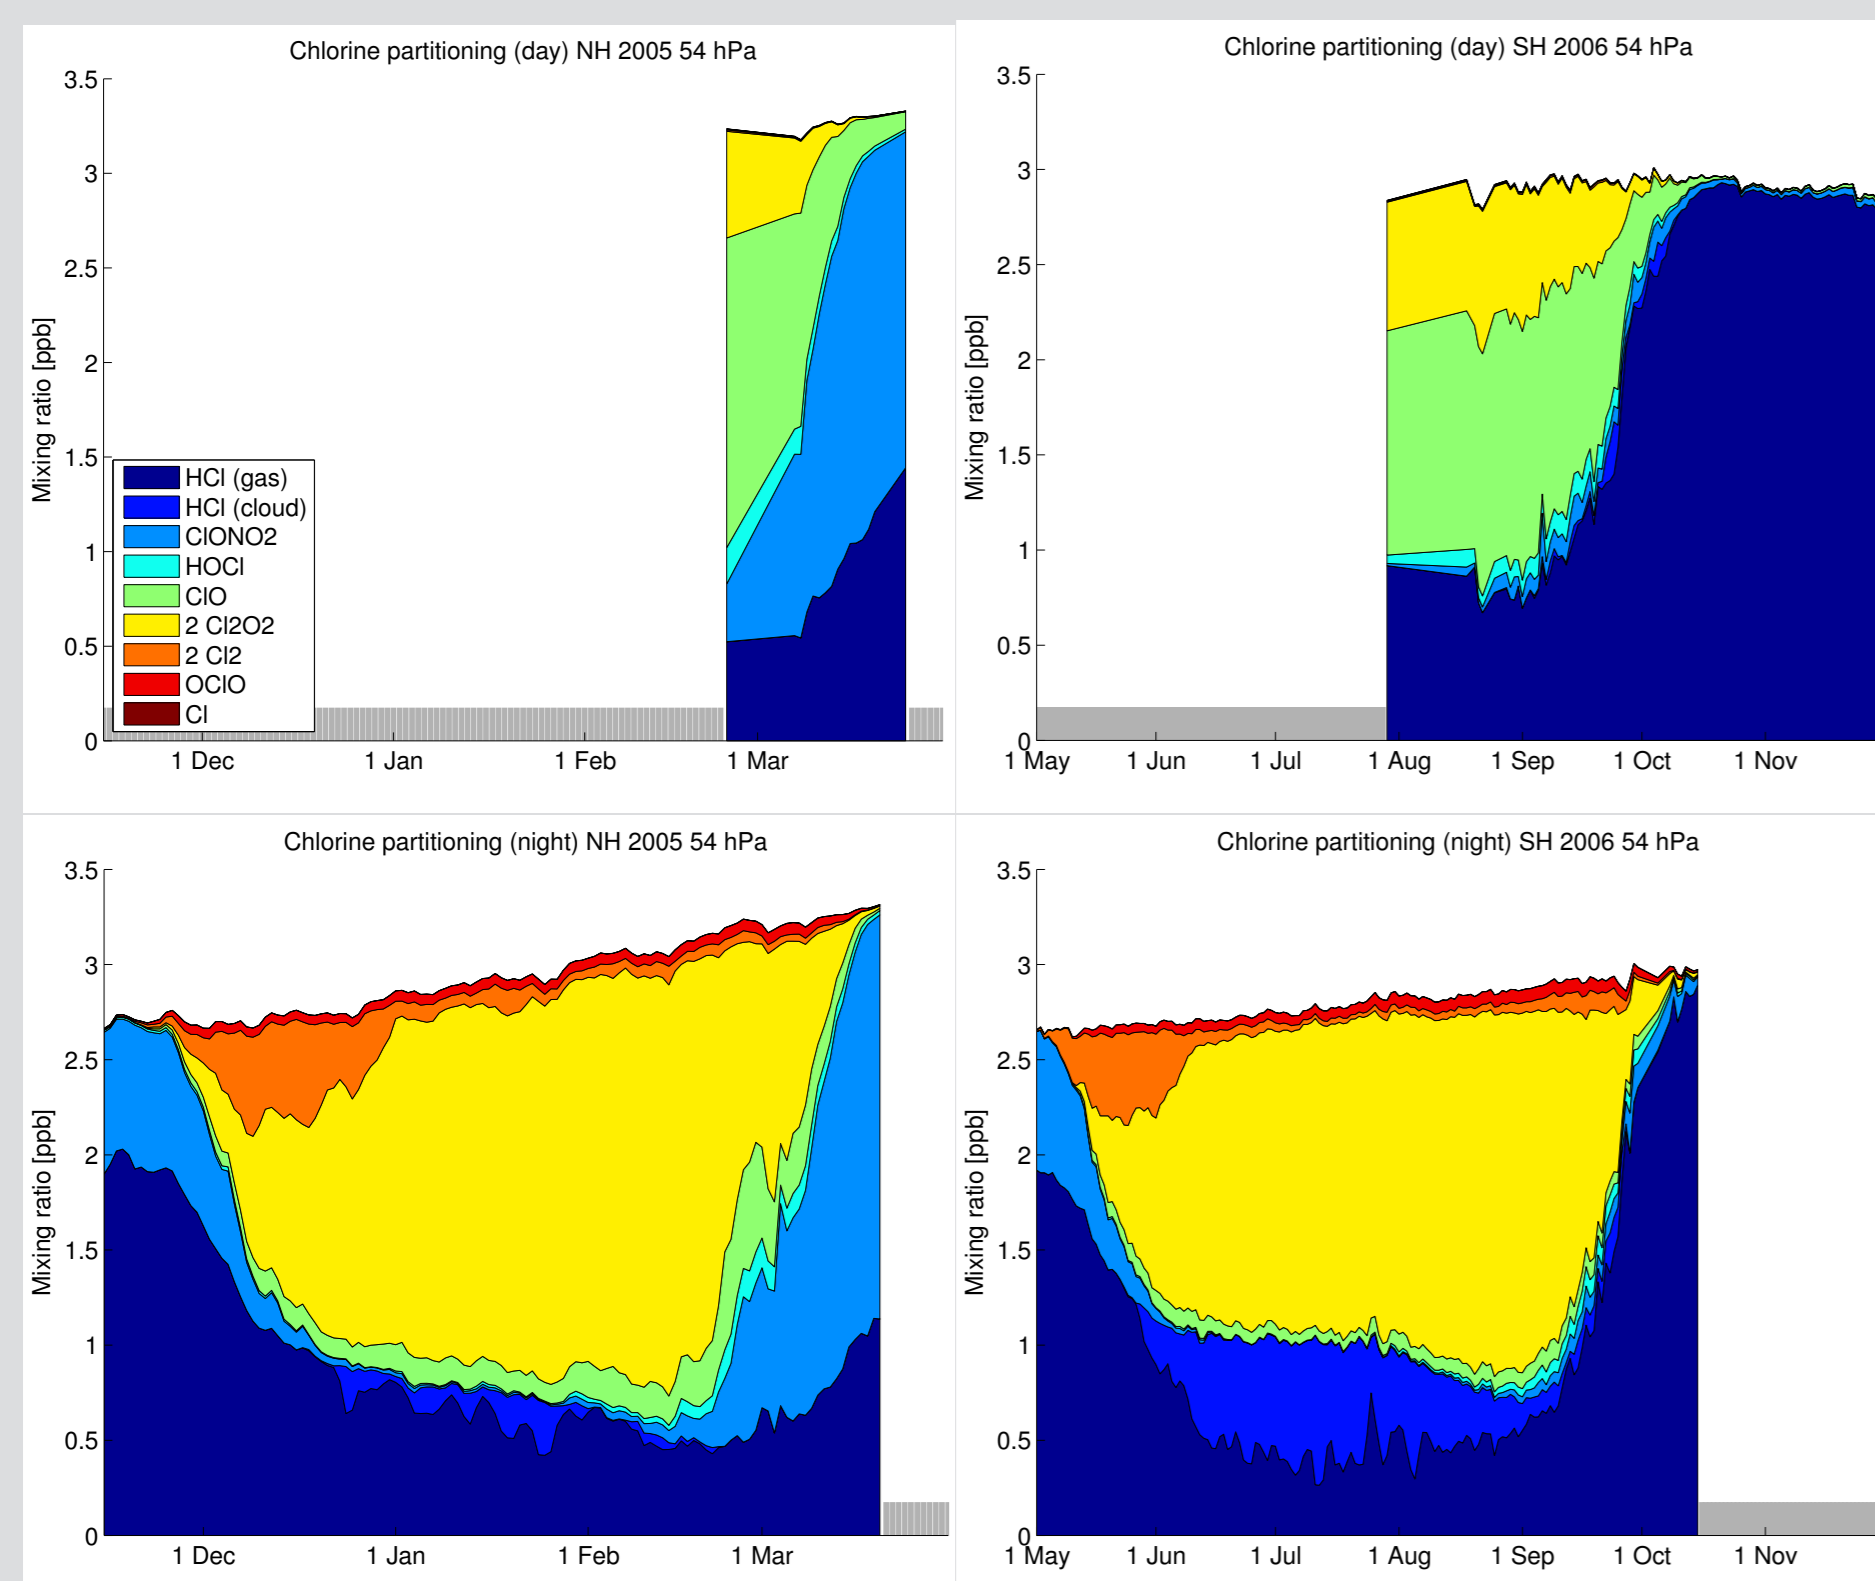 Chlorine partitioning (day) NH 2005 54 hPa
3.5
3
2.5
2
1.5
1
0.5
0
Mixing ratio [ppb]
HCl (gas)
HCl (cloud)
ClONO2
HOCl
ClO
2 Cl2O2
2 Cl2
OClO
Cl
1 Dec 1 Jan 1 Feb 1 Mar
Chlorine partitioning (day) SH 2006 54 hPa
3.5
3
2.5
2
1.5
1
0.5
0
Mixing ratio [ppb]
1 May 1 Jun 1 Jul 1 Aug 1 Sep 1 Oct 1 Nov
Chlorine partitioning (night) NH 2005 54 hPa
3.5
3
2.5
2
1.5
1
0.5
0
Mixing ratio [ppb]
1 Dec 1 Jan 1 Feb 1 Mar
Chlorine partitioning (night) SH 2006 54 hPa
3.5
3
2.5
2
1.5
1
0.5
0
Mixing ratio [ppb]
1 May 1 Jun 1 Jul 1 Aug 1 Sep 1 Oct 1 Nov